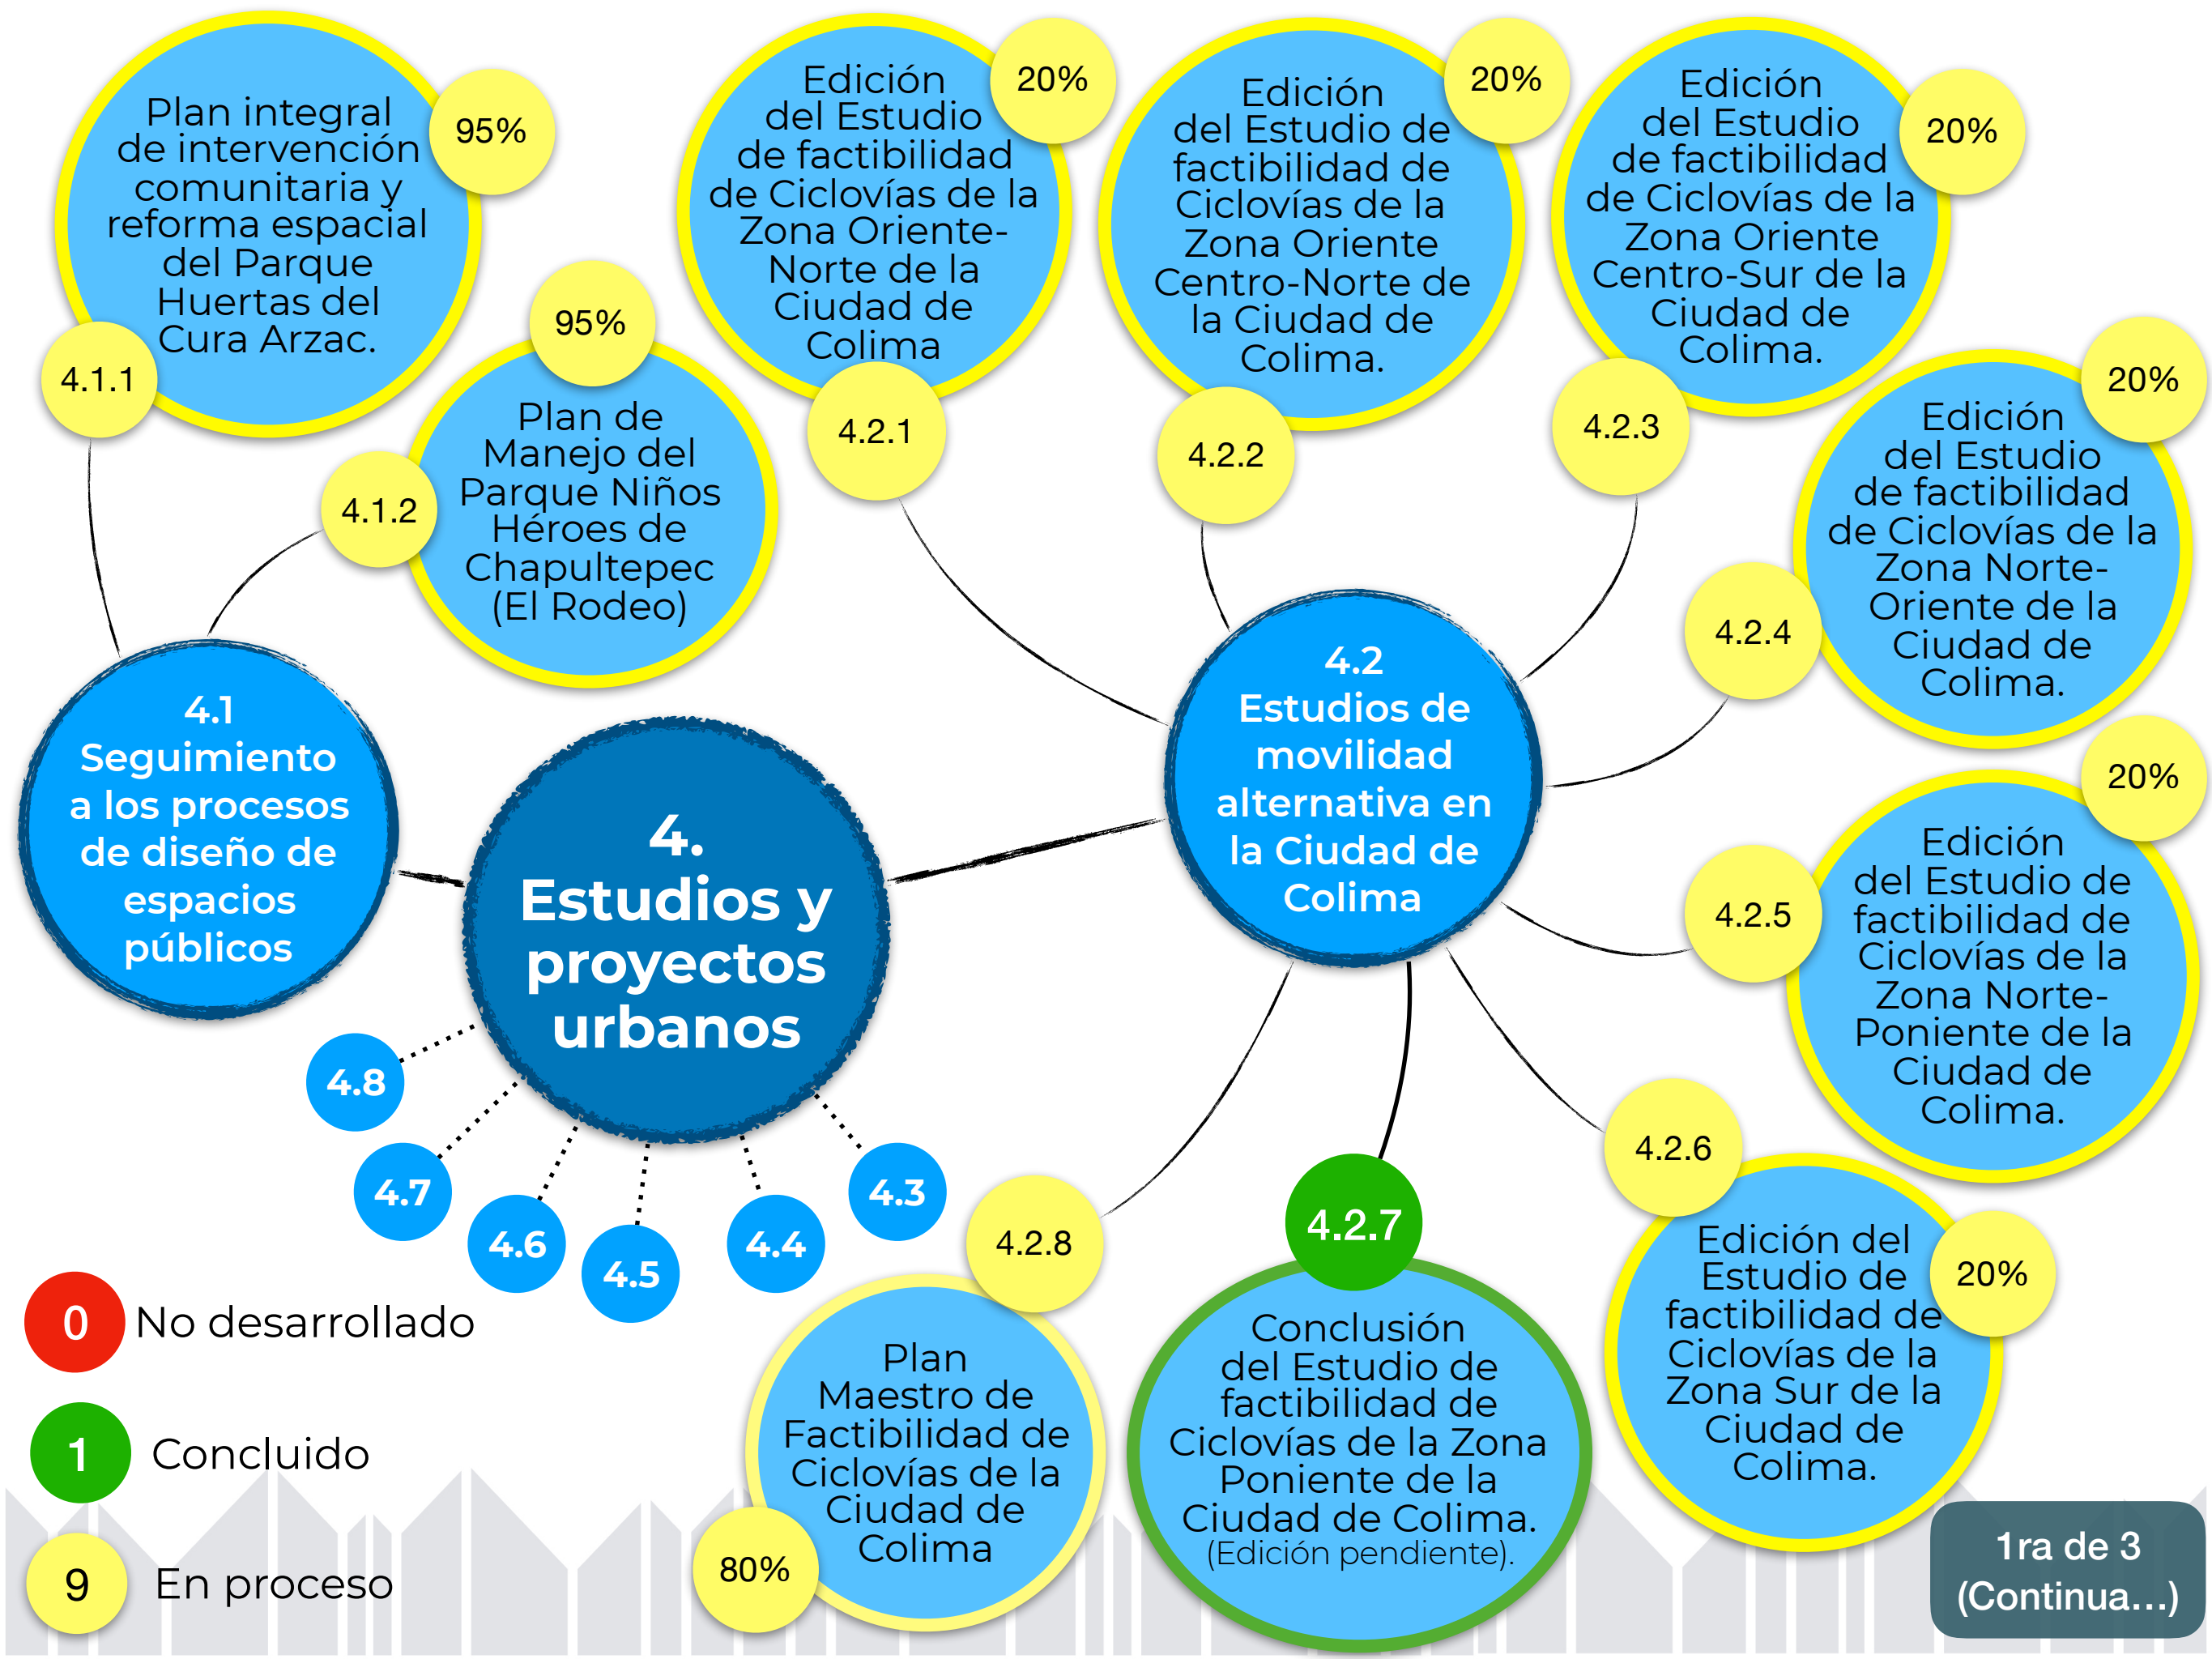 Plan integral
de intervención
comunitaria y
reforma espacial
del Parque
Huertas del
Cura Arzac.
95%
4.1.1
Plan de
Manejo del
Parque Niños
Héroes de
Chapultepec
(El Rodeo)
95%
4.1.2
4.1
Seguimiento
a los procesos
de diseño de
espacios
públicos
4.
Estudios y
proyectos
urbanos
4.2
Estudios de
movilidad
alternativa en
la Ciudad de
Colima
Edición
del Estudio
de factibilidad
de Ciclovías de la
Zona Oriente-
Norte de la
Ciudad de
Colima
20%
4.2.1
Edición
del Estudio de
factibilidad de
Ciclovías de la
Zona Oriente
Centro-Norte de
la Ciudad de
Colima.
20%
4.2.2
Edición
del Estudio
de factibilidad
de Ciclovías de la
Zona Oriente
Centro-Sur de la
Ciudad de
Colima.
20%
4.2.3
Edición
del Estudio
de factibilidad
de Ciclovías de la
Zona Norte-
Oriente de la
Ciudad de
Colima.
20%
4.2.4
Edición
del Estudio de
factibilidad de
Ciclovías de la
Zona Norte-
Poniente de la
Ciudad de
Colima.
20%
4.2.5
4.2.6
Edición del
Estudio de
factibilidad de
Ciclovías de la
Zona Sur de la
Ciudad de
Colima.
20%
4.2.7
Conclusión
del Estudio de
factibilidad de
Ciclovías de la Zona
Poniente de la
Ciudad de Colima.
(Edición pendiente).
4.2.8
Plan
Maestro de
Factibilidad de
Ciclovías de la
Ciudad de
Colima
80%
4.8
4.7
4.6
4.5
4.4
4.3
0 No desarrollado
1 Concluido
9 En proceso
1ra de 3
(Continua...)